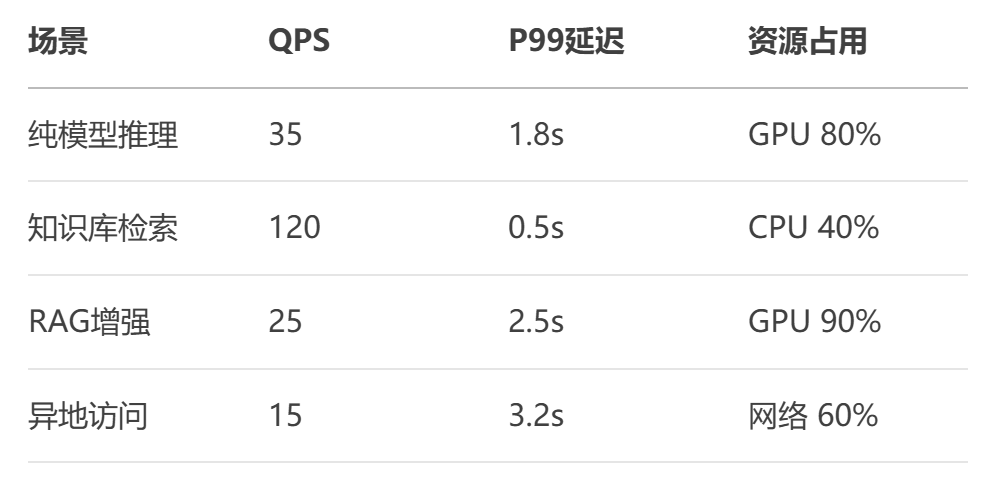 场景 QPS P99延迟 资源占用
纯模型推理 35 1.8s GPU 80%
知识库检索 120 0.5s CPU 40%
RAG增强 25 2.5s GPU 90%
异地访问 15 3.2s 网络 60%